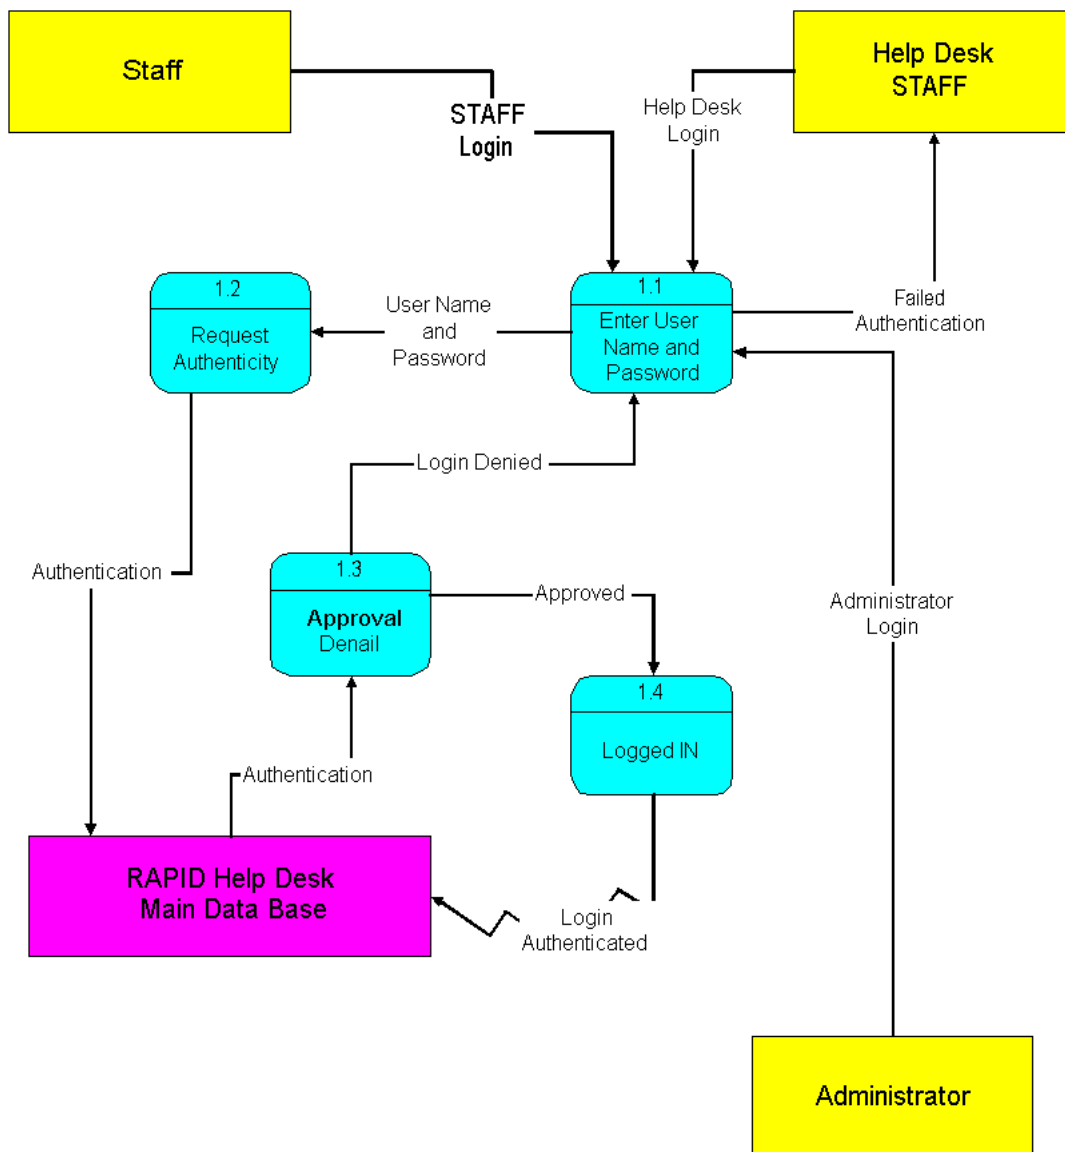 Staff
Help Desk
STAFF
STAFF
Login
Help Desk
Login
1.2
Request
Authenticity
User Name
and
Password
1.1
Enter User
Name and
Password
Failed
Authentication
Login Denied
Authentication
1.3
Approval
Denail
Approved
Administrator
Login
1.4
Logged IN
Authentication
RAPID Help Desk
Main Data Base
Login
Authenticated
Administrator